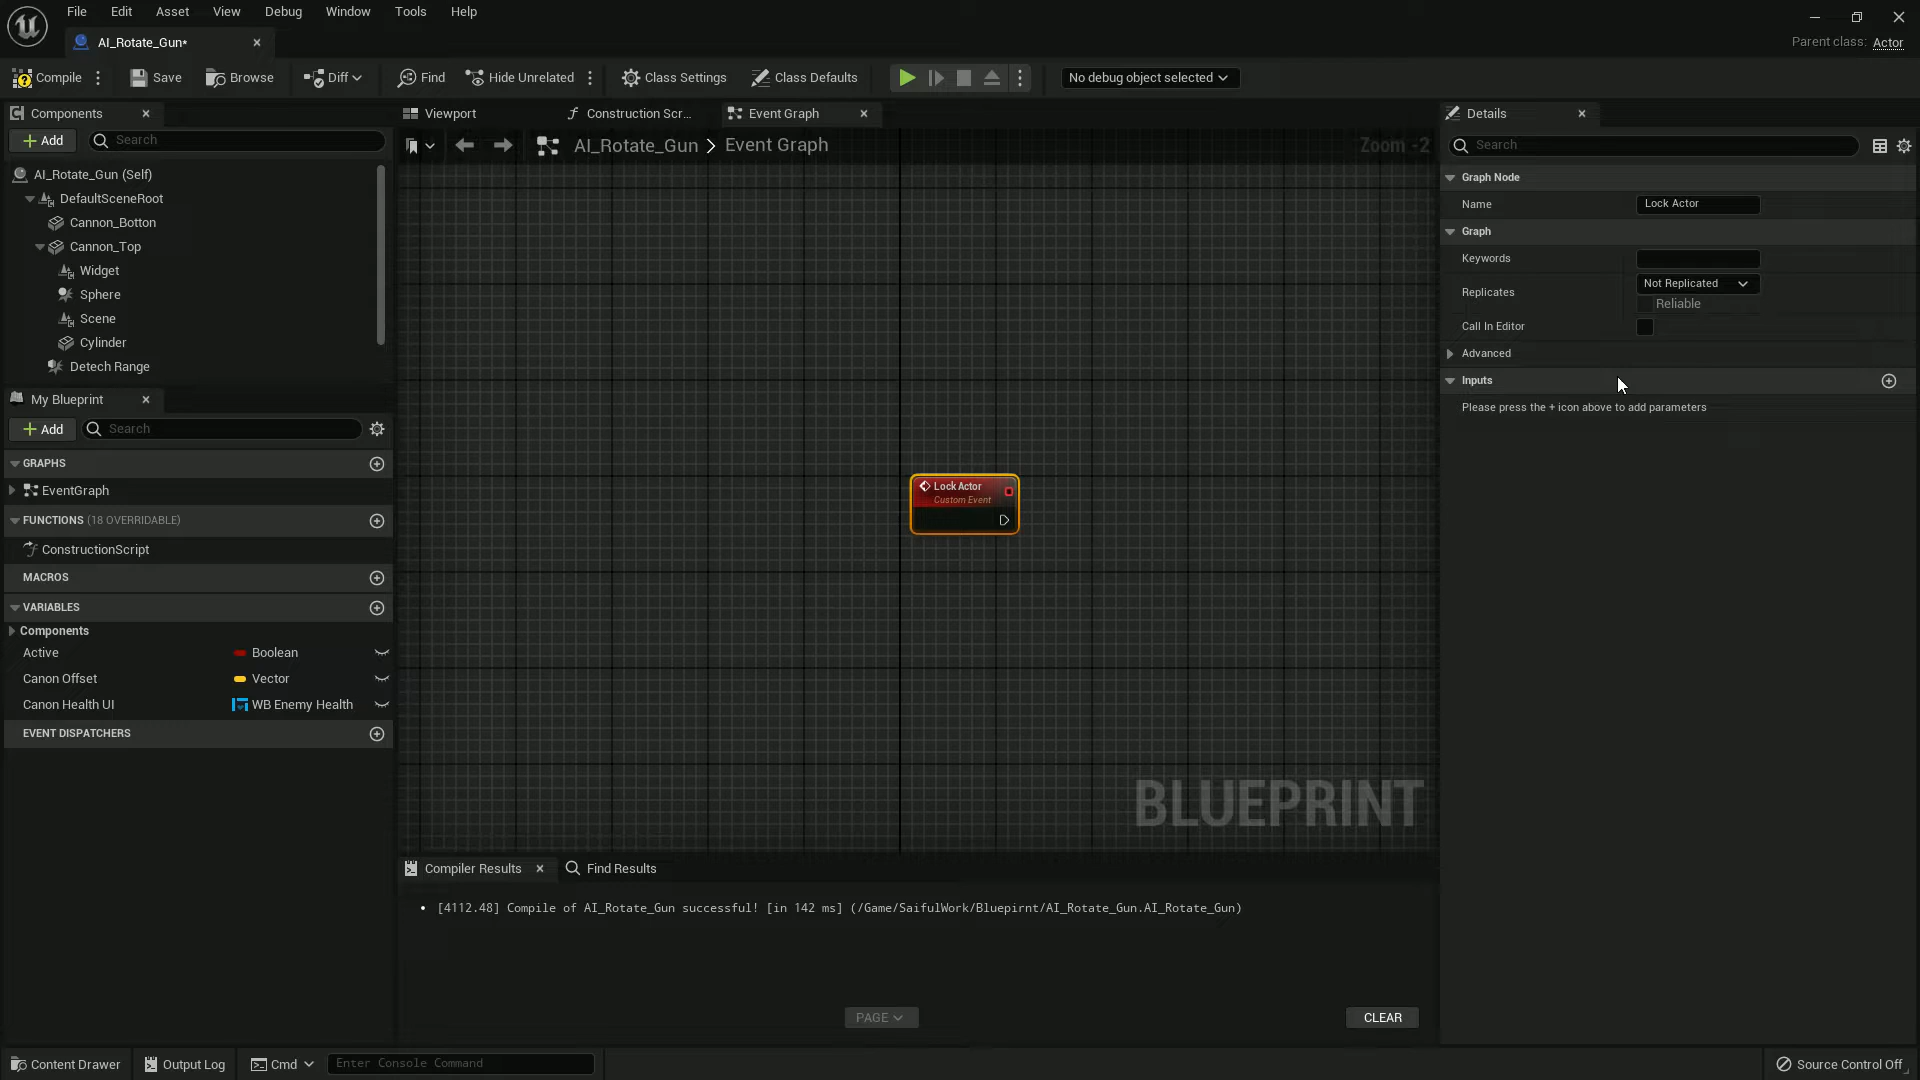 File Edit Asset View Debug Window Tools Help
AI_Rotate_Gun*
Parent class: Actor
Compile Save Browse Diff Find Hide Unrelated Class Settings Class Defaults No debug object selected
Components
Add Search
AI_Rotate_Gun (Self)
DefaultSceneRoot
Cannon_Botton
Cannon_Top
Widget
Sphere
Scene
Cylinder
Detech Range
My Blueprint
Add Search
GRAPHS
EventGraph
FUNCTIONS (18 OVERRIDABLE)
ConstructionScript
MACROS
VARIABLES
Components
Active Boolean
Canon Offset Vector
Canon Health UI WB Enemy Health
EVENT DISPATCHERS
Viewport Construction Scr... Event Graph
AI_Rotate_Gun > Event Graph Zoom -2
Lock Actor
Custom Event
BLUEPRINT
Compiler Results Find Results
• [4112.48] Compile of AI_Rotate_Gun successful! [in 142 ms] (/Game/SaifulWork/Bluepirnt/AI_Rotate_Gun.AI_Rotate_Gun)
PAGE CLEAR
Details
Search
Graph Node
Name Lock Actor
Graph
Keywords
Replicates Not Replicated
Reliable
Call In Editor
Advanced
Inputs
Please press the + icon above to add parameters
Content Drawer Output Log Cmd Enter Console Command Source Control Off